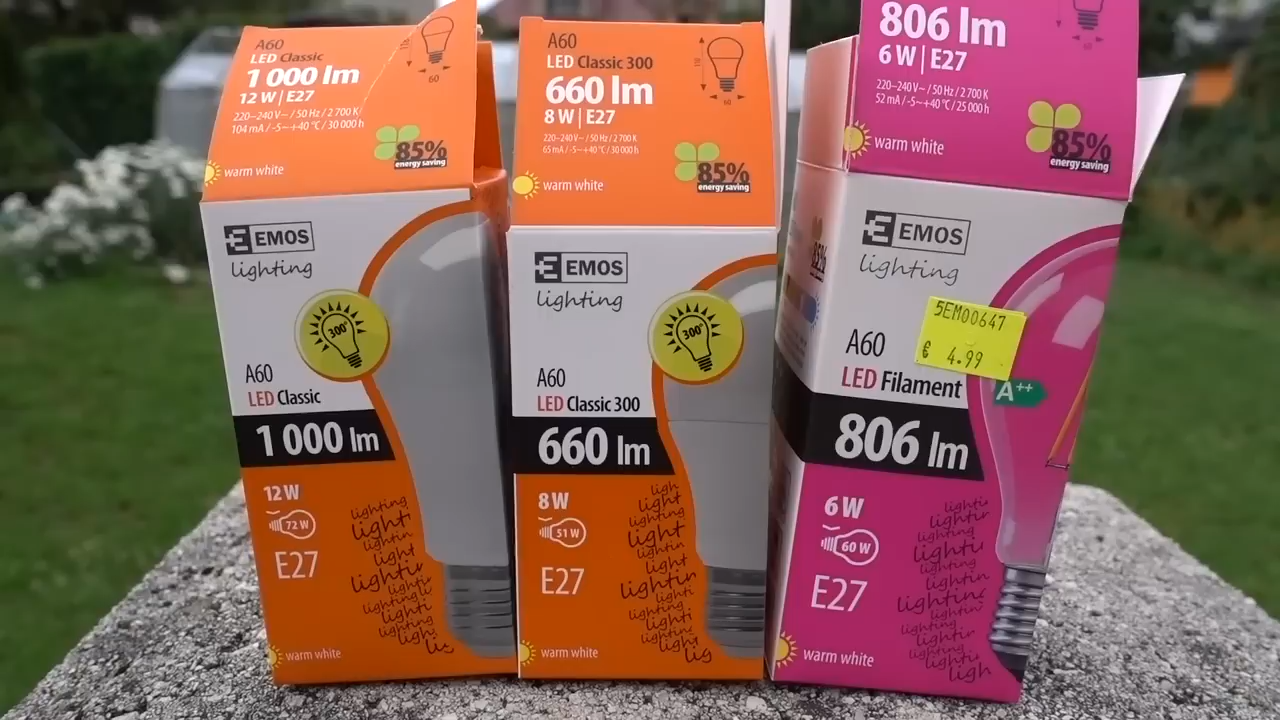 A60
LED Classic
1 000 lm
12 W | E27
220–240 V~ / 50 Hz / 2 700 K
104 mA / -5~+40 °C / 30 000 h
60
85%
energy saving
warm white
EMOS
lighting
300°
A60
LED Classic
1 000 lm
12 W
72 W
E27
warm white
A60
LED Classic 300
660 lm
8 W | E27
220–240 V~ / 50 Hz / 2 700 K
65 mA / -5~+40 °C / 30 000 h
60
85%
energy saving
warm white
EMOS
lighting
300°
A60
LED Classic 300
660 lm
8 W
51 W
E27
warm white
806 lm
6 W | E27
220–240 V~ / 50 Hz / 2 700 K
52 mA / -5~+40 °C / 25 000 h
60
85%
energy saving
warm white
85%
EMOS
lighting
5EM00647
€ 4.99
A60
LED Filament
A++
806 lm
6 W
60 W
E27
warm white